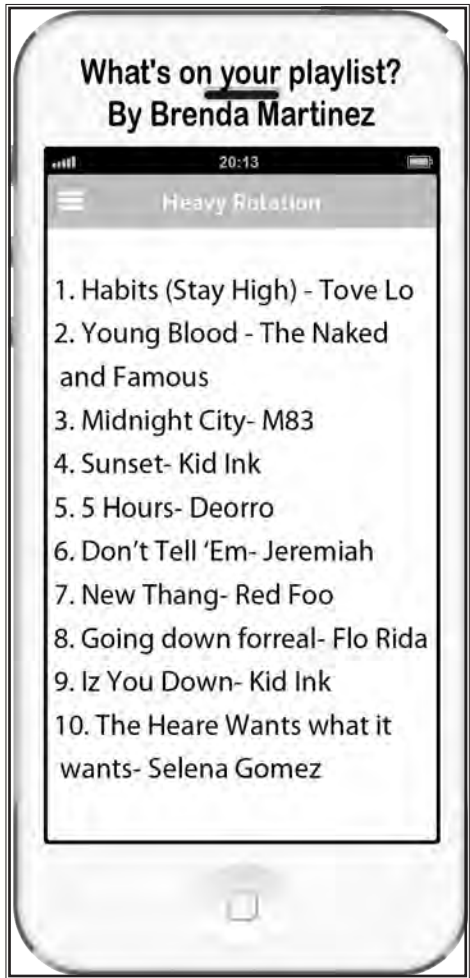 What's on your playlist?
By Brenda Martinez
20:13
Heavy Rotation
1. Habits (Stay High) - Tove Lo
2. Young Blood - The Naked
and Famous
3. Midnight City- M83
4. Sunset- Kid Ink
5. 5 Hours- Deorro
6. Don't Tell ‘Em- Jeremiah
7. New Thang- Red Foo
8. Going down forreal- Flo Rida
9. Iz You Down- Kid Ink
10. The Heare Wants what it
wants- Selena Gomez